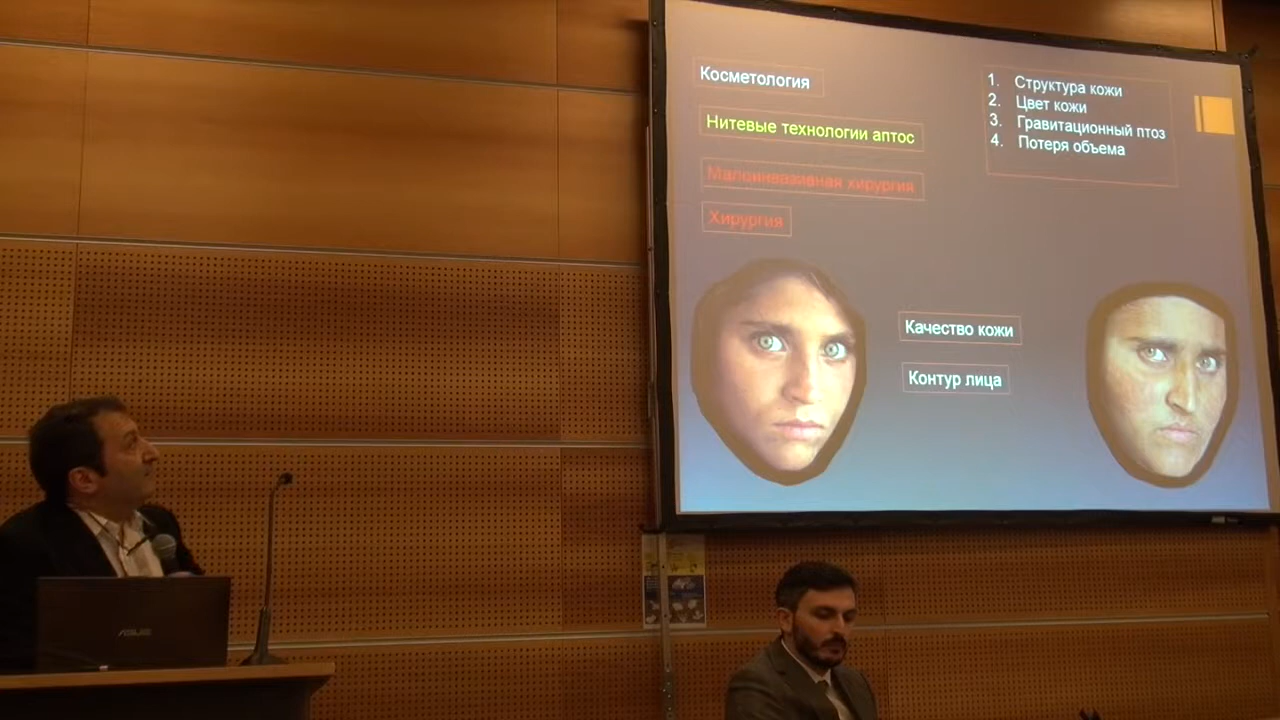 Косметология
Нитевые технологии аптос
Малоинвазивная хирургия
Хирургия
1. Структура кожи
2. Цвет кожи
3. Гравитационный птоз
4. Потеря объема
Качество кожи
Контур лица
ASUS